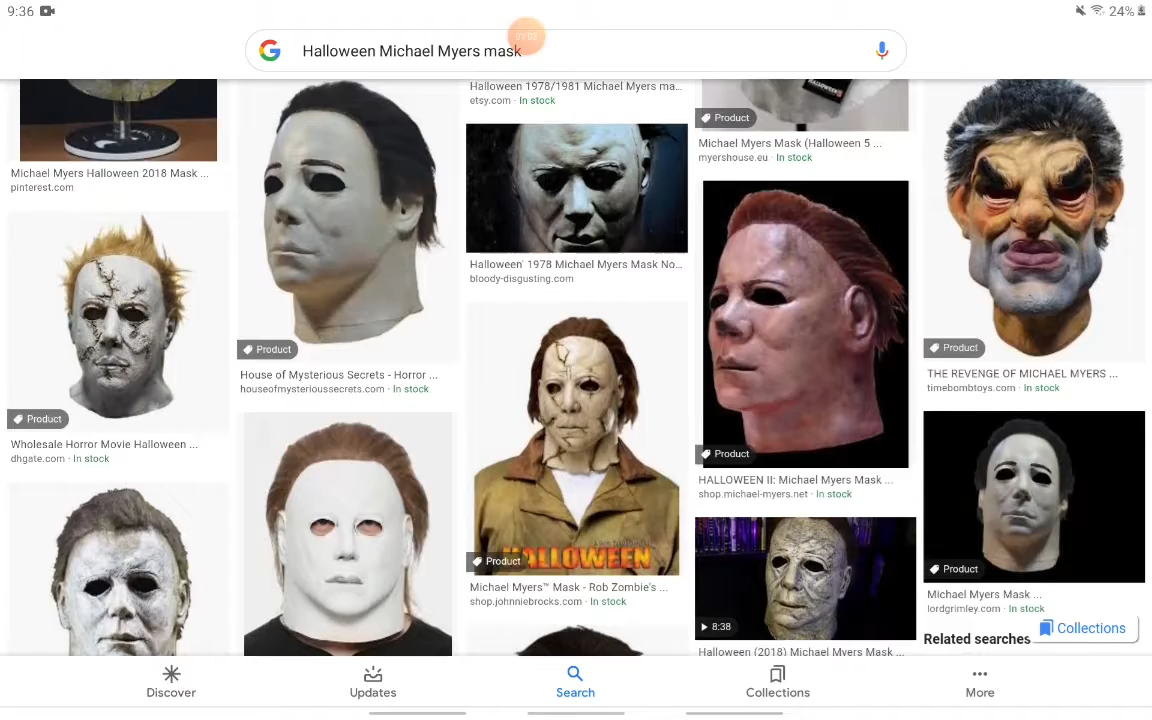 9:36
24%
01:03
Halloween Michael Myers mask
Michael Myers Halloween 2018 Mask ...
pinterest.com
Product
Wholesale Horror Movie Halloween ...
dhgate.com · In stock
Product
House of Mysterious Secrets - Horror ...
houseofmysterioussecrets.com · In stock
Halloween 1978/1981 Michael Myers ma...
etsy.com · In stock
Halloween' 1978 Michael Myers Mask No...
bloody-disgusting.com
HALLOWEEN
Product
Michael Myers™ Mask - Rob Zombie's ...
shop.johnniebrocks.com · In stock
Product
Michael Myers Mask (Halloween 5 ...
myershouse.eu · In stock
Product
HALLOWEEN II: Michael Myers Mask ...
shop.michael-myers.net · In stock
8:38
Halloween (2018) Michael Myers Mask ...
Product
THE REVENGE OF MICHAEL MYERS ...
timebombtoys.com · In stock
Product
Michael Myers Mask ...
lordgrimley.com · In stock
Related searches
Collections
Discover
Updates
Search
Collections
More